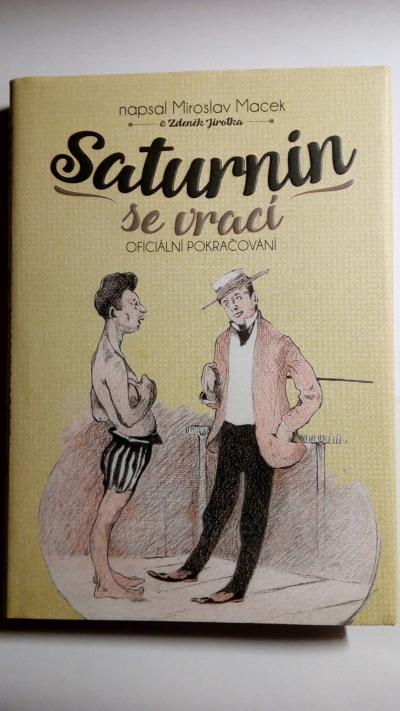 napsal Miroslav Macek
© Zdeněk Jirotka
Saturnin
se vrací
OFICIÁLNÍ POKRAČOVÁNÍ